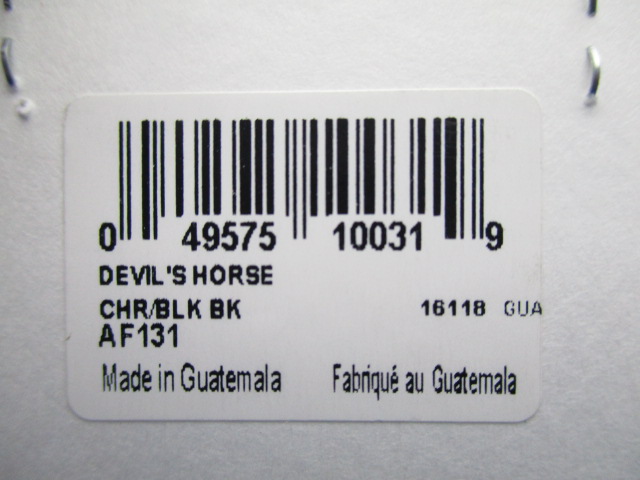 0 49575 10031 9
DEVIL'S HORSE
CHR/BLK BK 16118 GUA
AF131
Made in Guatemala Fabriqué au Guatemala